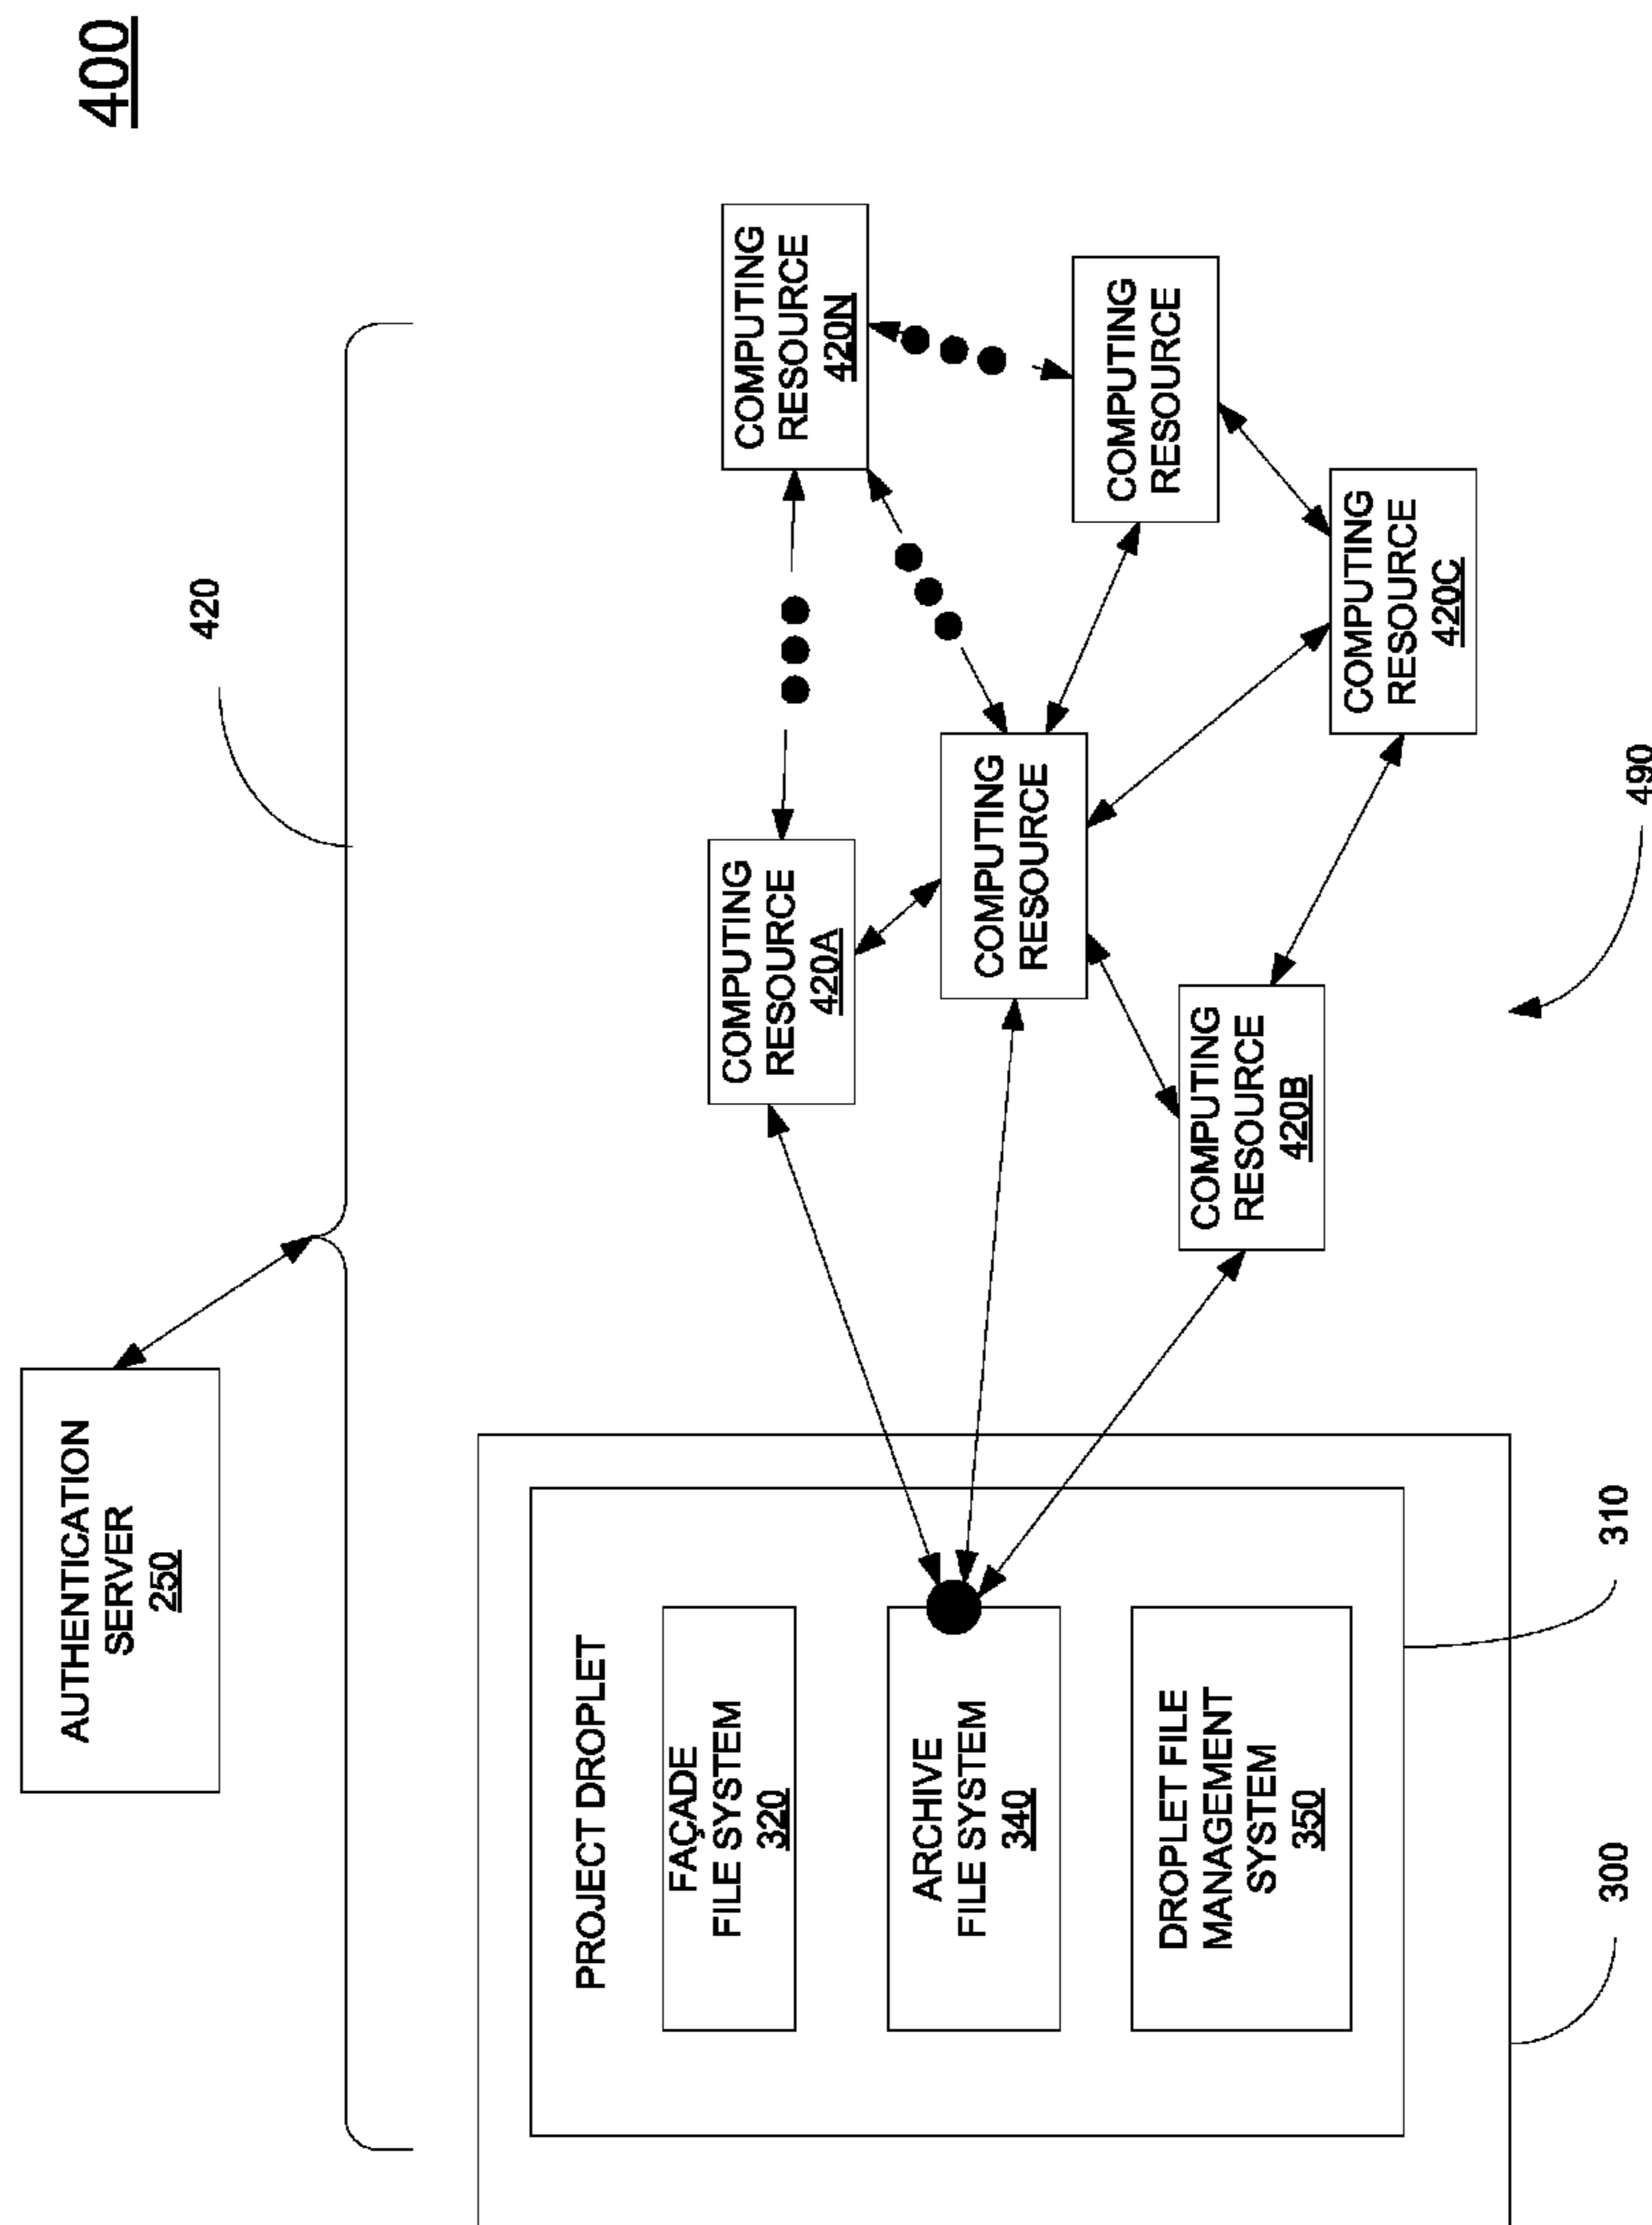 400
AUTHENTICATION
SERVER
250
420
PROJECT DROPLET
FAÇADE
FILE SYSTEM
320
ARCHIVE
FILE SYSTEM
340
DROPLET FILE
MANAGEMENT
SYSTEM
350
COMPUTING
RESOURCE
420A
COMPUTING
RESOURCE
420N
COMPUTING
RESOURCE
COMPUTING
RESOURCE
COMPUTING
RESOURCE
420B
COMPUTING
RESOURCE
420C
300
310
490